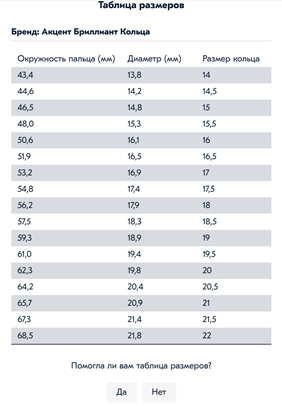 Таблица размеров
Бренд: Акцент Бриллиант Кольца
Окружность пальца (мм) Диаметр (мм) Размер кольца
43,4 13,8 14
44,6 14,2 14,5
46,5 14,8 15
48,0 15,3 15,5
50,6 16,1 16
51,9 16,5 16,5
53,2 16,9 17
54,8 17,4 17,5
56,2 17,9 18
57,5 18,3 18,5
59,3 18,9 19
61,0 19,4 19,5
62,3 19,8 20
64,2 20,4 20,5
65,7 20,9 21
67,3 21,4 21,5
68,5 21,8 22
Помогла ли вам таблица размеров?
Да Нет